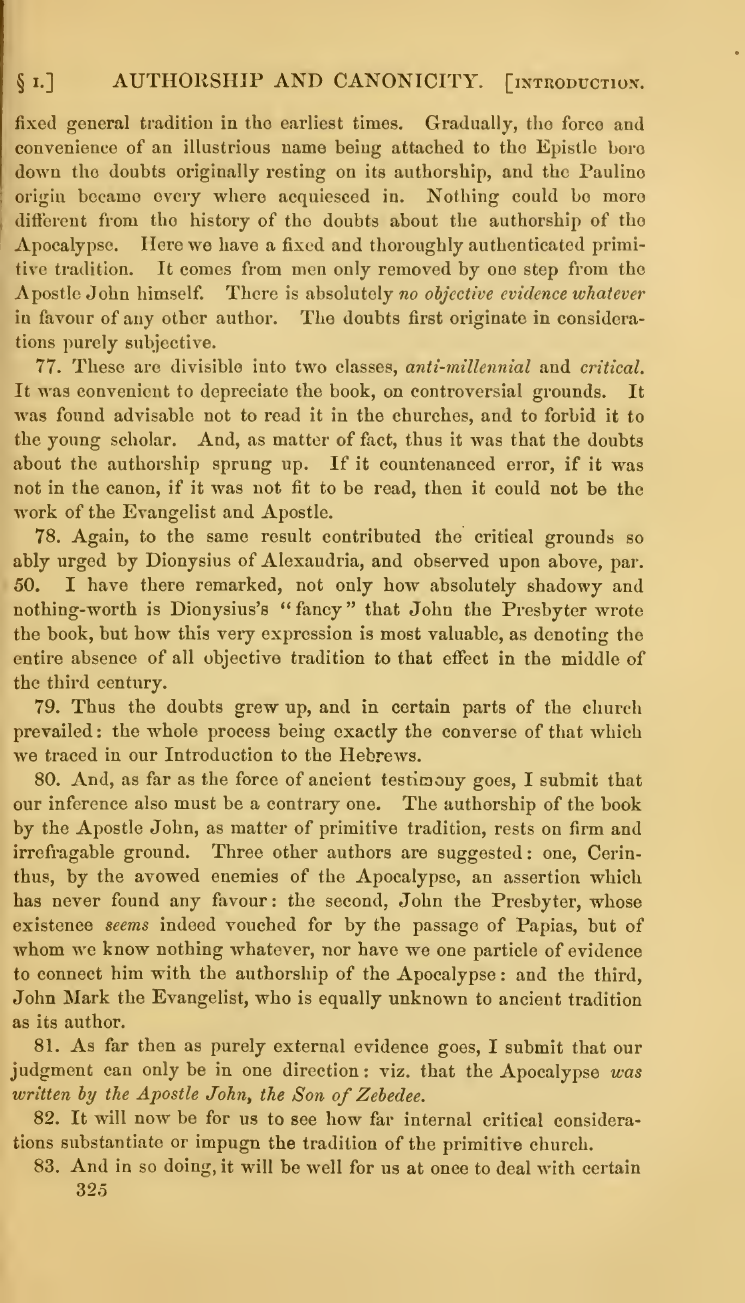 § 1.] AUTHORSHIP AND CANONICITY. [INTRODUCTION.
fixed general tradition in the earliest times. Gradually, the force and
convenience of an illustrious name being attached to the Epistle bore
down the doubts originally resting on its authorship, and the Pauline
origin became every where acquiesced in. Nothing could be more
different from the history of the doubts about the authorship of the
Apocalypse. Here we have a fixed and thoroughly authenticated primi-
tive tradition. It comes from men only removed by one step from the
Apostle John himself. There is absolutely no objective evidence whatever
in favour of any other author. The doubts first originate in considera-
tions purely subjective.
77. These are divisible into two classes, anti-millennial and critical.
It was convenient to depreciate the book, on controversial grounds. It
was found advisable not to read it in the churches, and to forbid it to
the young scholar. And, as matter of fact, thus it was that the doubts
about the authorship sprung up. If it countenanced error, if it was
not in the canon, if it was not fit to be read, then it could not be the
work of the Evangelist and Apostle.
78. Again, to the same result contributed the critical grounds so
ably urged by Dionysius of Alexandria, and observed upon above, par.
50. I have there remarked, not only how absolutely shadowy and
nothing-worth is Dionysius's "fancy" that John the Presbyter wrote
the book, but how this very expression is most valuable, as denoting the
entire absence of all objective tradition to that effect in the middle of
the third century.
79. Thus the doubts grew up, and in certain parts of the church
prevailed: the whole process being exactly the converse of that which
we traced in our Introduction to the Hebrews.
80. And, as far as the force of ancient testimony goes, I submit that
our inference also must be a contrary one. The authorship of the book
by the Apostle John, as matter of primitive tradition, rests on firm and
irrefragable ground. Three other authors are suggested: one, Cerin-
thus, by the avowed enemies of the Apocalypse, an assertion which
has never found any favour: the second, John the Presbyter, whose
existence seems indeed vouched for by the passage of Papias, but of
whom we know nothing whatever, nor have we one particle of evidence
to connect him with the authorship of the Apocalypse: and the third,
John Mark the Evangelist, who is equally unknown to ancient tradition
as its author.
81. As far then as purely external evidence goes, I submit that our
judgment can only be in one direction: viz. that the Apocalypse was
written by the Apostle John, the Son of Zebedee.
82. It will now be for us to see how far internal critical considera-
tions substantiate or impugn the tradition of the primitive church.
83. And in so doing, it will be well for us at once to deal with certain
325